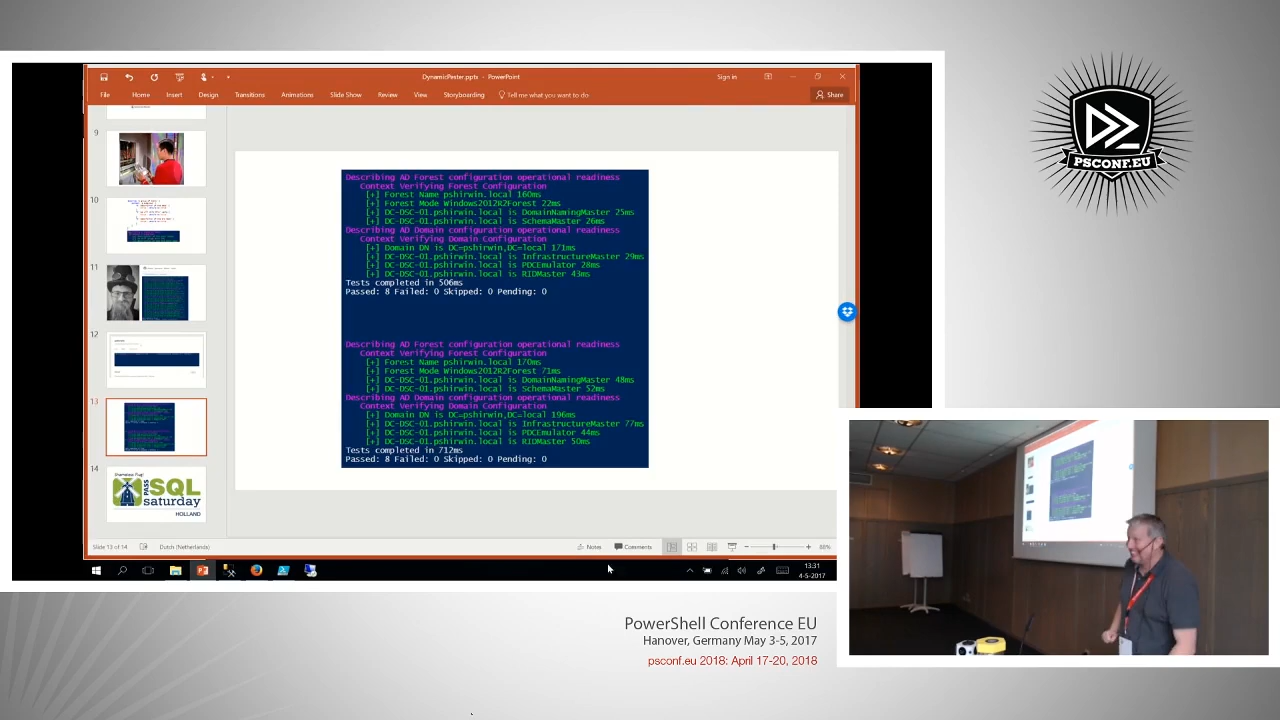 DynamicPester.pptx - PowerPoint
Sign in
File Home Insert Design Transitions Animations Slide Show Review View Storyboarding Tell me what you want to do
Share
9
10
11
12
13
14
Shameless Plug!
PASS SQL
saturday
HOLLAND
Describing AD Forest configuration operational readiness
Context Verifying Forest Configuration
[+] Forest Name pshirwin.local 160ms
[+] Forest Mode Windows2012R2Forest 22ms
[+] DC-DSC-01.pshirwin.local is DomainNamingMaster 25ms
[+] DC-DSC-01.pshirwin.local is SchemaMaster 26ms
Describing AD Domain configuration operational readiness
Context Verifying Domain Configuration
[+] Domain DN is DC=pshirwin,DC=local 171ms
[+] DC-DSC-01.pshirwin.local is InfrastructureMaster 29ms
[+] DC-DSC-01.pshirwin.local is PDCEmulator 28ms
[+] DC-DSC-01.pshirwin.local is RIDMaster 43ms
Tests completed in 506ms
Passed: 8 Failed: 0 Skipped: 0 Pending: 0
Describing AD Forest configuration operational readiness
Context Verifying Forest Configuration
[+] Forest Name pshirwin.local 170ms
[+] Forest Mode Windows2012R2Forest 71ms
[+] DC-DSC-01.pshirwin.local is DomainNamingMaster 48ms
[+] DC-DSC-01.pshirwin.local is SchemaMaster 52ms
Describing AD Domain configuration operational readiness
Context Verifying Domain Configuration
[+] Domain DN is DC=pshirwin,DC=local 196ms
[+] DC-DSC-01.pshirwin.local is InfrastructureMaster 77ms
[+] DC-DSC-01.pshirwin.local is PDCEmulator 44ms
[+] DC-DSC-01.pshirwin.local is RIDMaster 50ms
Tests completed in 712ms
Passed: 8 Failed: 0 Skipped: 0 Pending: 0
Slide 13 of 14
Dutch (Netherlands)
Notes
Comments
88%
13:31
4-5-2017
PSCONF.EU
PowerShell Conference EU
Hanover, Germany May 3-5, 2017
psconf.eu 2018: April 17-20, 2018